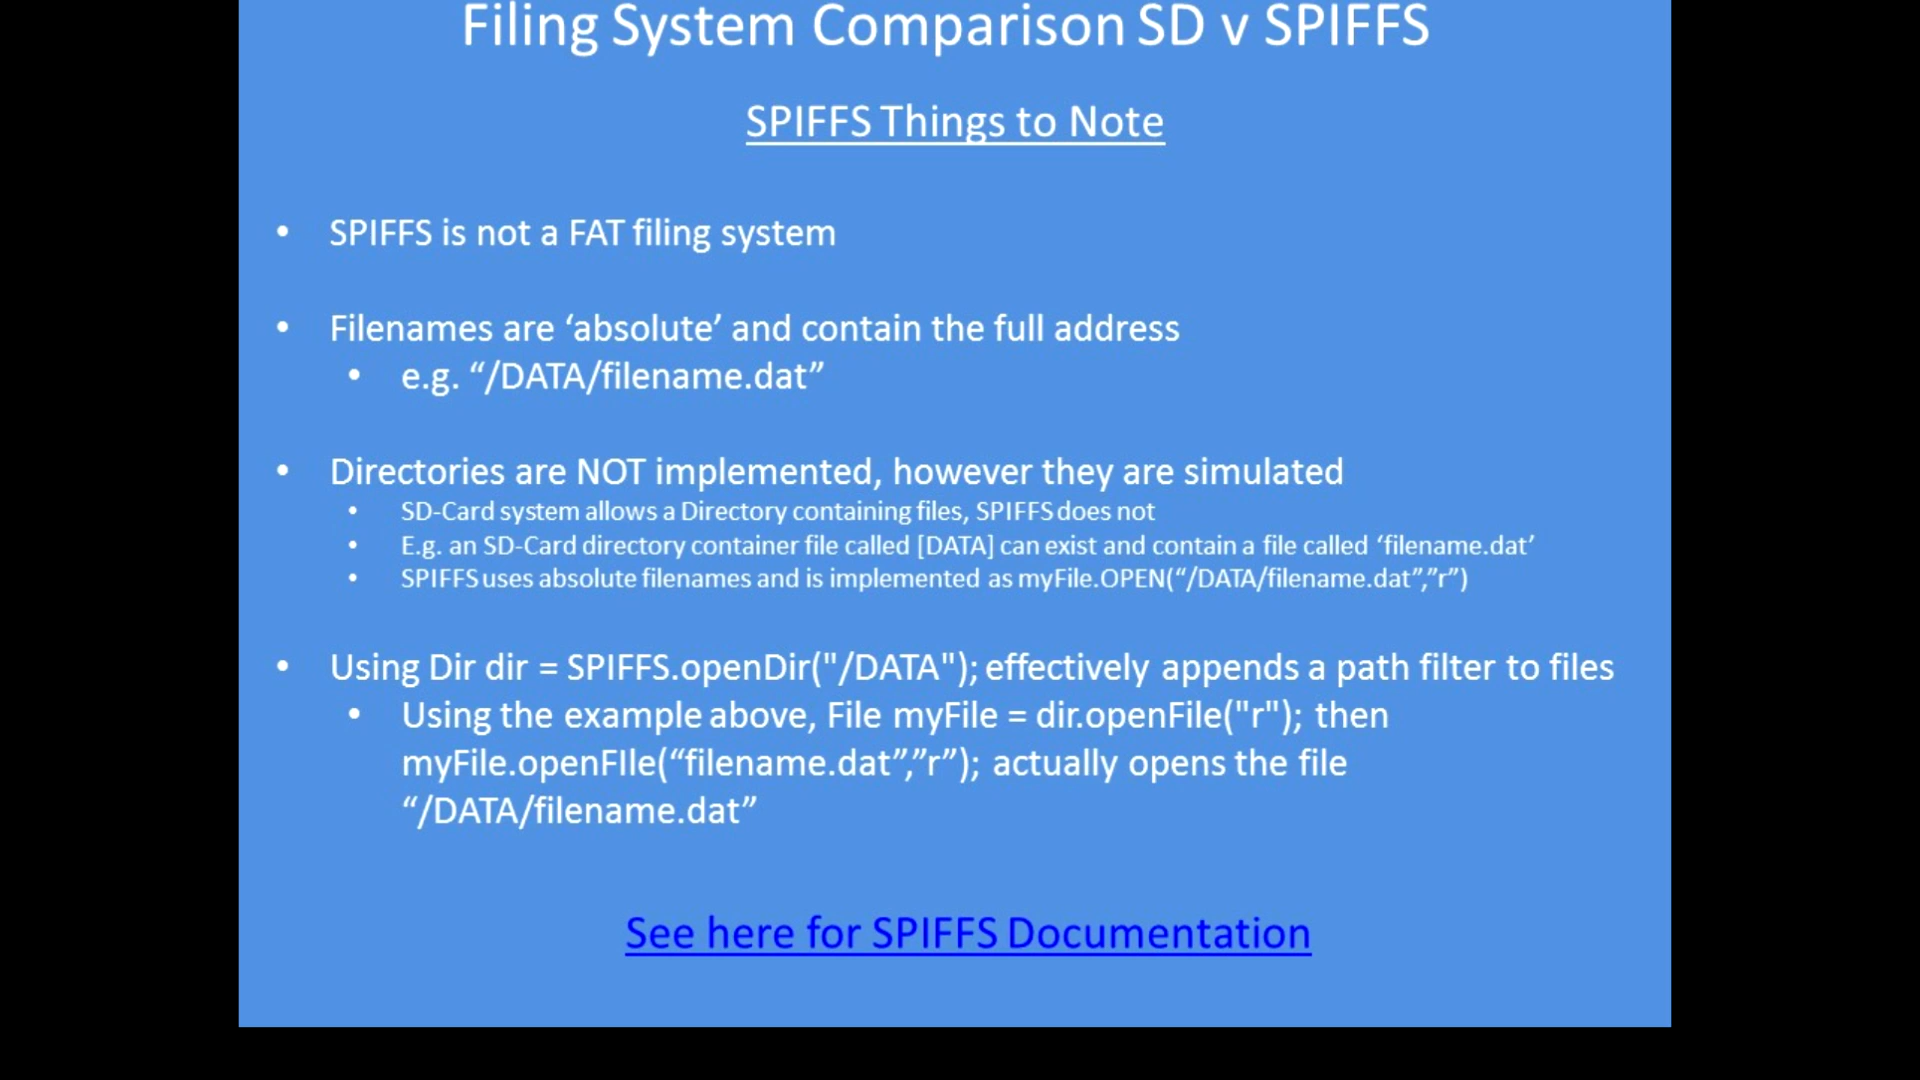 Filing System Comparison SD v SPIFFS
SPIFFS Things to Note
• SPIFFS is not a FAT filing system
• Filenames are ‘absolute’ and contain the full address
• e.g. “/DATA/filename.dat”
• Directories are NOT implemented, however they are simulated
• SD-Card system allows a Directory containing files, SPIFFS does not
• E.g. an SD-Card directory container file called [DATA] can exist and contain a file called ‘filename.dat’
• SPIFFS uses absolute filenames and is implemented as myFile.OPEN(“/DATA/filename.dat”,”r”)
• Using Dir dir = SPIFFS.openDir("/DATA"); effectively appends a path filter to files
• Using the example above, File myFile = dir.openFile("r"); then
myFile.openFIle(“filename.dat”,”r”); actually opens the file
“/DATA/filename.dat”
See here for SPIFFS Documentation